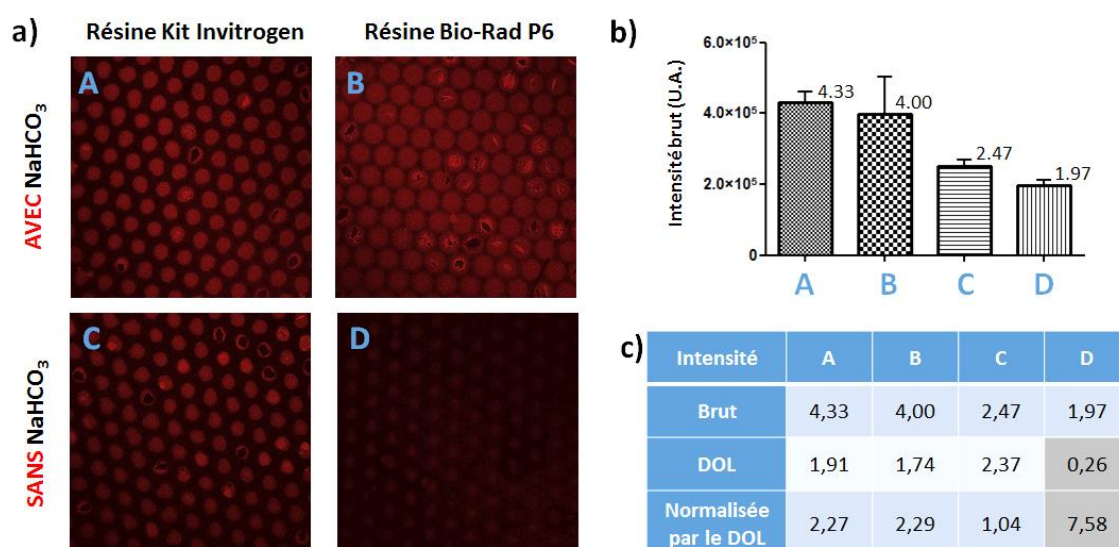 a)
Résine Kit Invitrogen
Résine Bio-Rad P6
AVEC NaHCO₃
A
B
SANS NaHCO₃
C
D
b)
Intensitébrut (U.A.)
6.0×10⁵
4.0×10⁵
2.0×10⁵
0
4.33
4.00
2.47
1.97
A
B
C
D
c)
Intensité A B C D
Brut 4,33 4,00 2,47 1,97
DOL 1,91 1,74 2,37 0,26
Normalisée
par le DOL 2,27 2,29 1,04 7,58